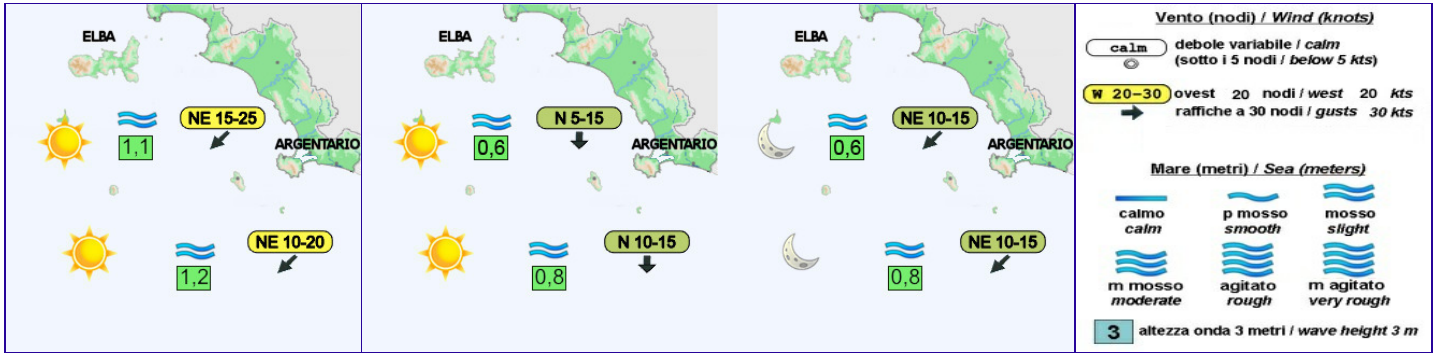 ELBA
NE 15-25
1,1
ARGENTARIO
NE 10-20
1,2
ELBA
N 5-15
0,6
ARGENTARIO
N 10-15
0,8
ELBA
NE 10-15
0,6
ARGENTARIO
NE 10-15
0,8
Vento (nodi) / Wind (knots)
calm
debole variabile / calm
(sotto i 5 nodi / below 5 kts)
W 20-30
ovest 20 nodi / west 20 kts
raffiche a 30 nodi / gusts 30 kts
Mare (metri) / Sea (meters)
calmo
calm
p mosso
smooth
mosso
slight
m mosso
moderate
agitato
rough
m agitato
very rough
3
altezza onda 3 metri / wave height 3 m